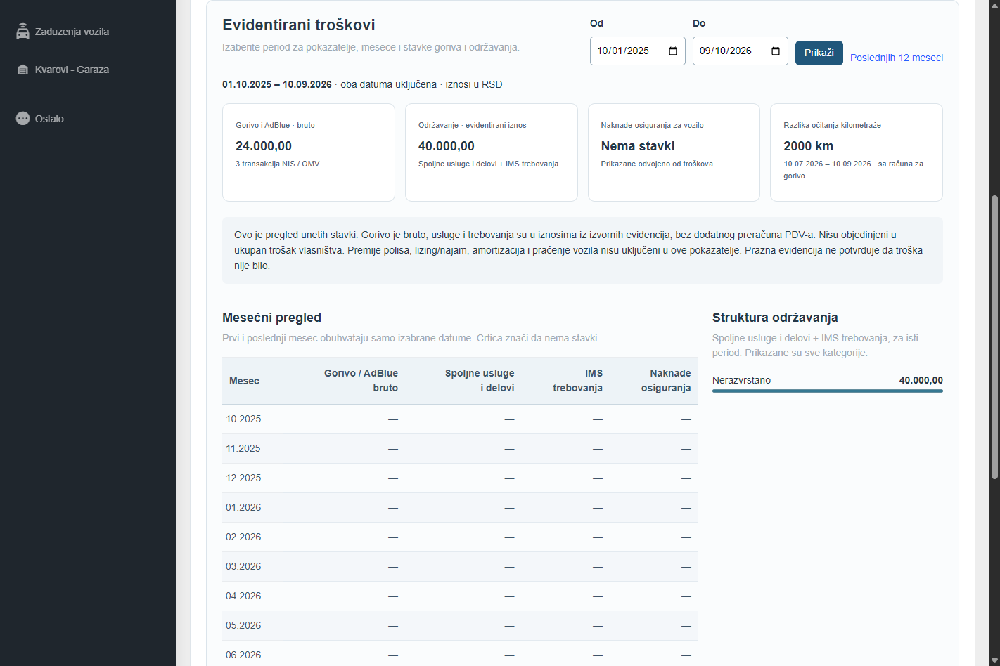 Zaduzenja vozila
Kvarovi - Garaza
Ostalo
Evidentirani troškovi
Izaberite period za pokazatelje, mesece i stavke goriva i održavanja.
Od
Do
10/01/2025
09/10/2026
Prikaži
Poslednjih 12 meseci
01.10.2025 – 10.09.2026 · oba datuma uključena · iznosi u RSD
Gorivo i AdBlue · bruto
24.000,00
3 transakcija NIS / OMV
Održavanje · evidentirani iznos
40.000,00
Spoljne usluge i delovi + IMS trebovanja
Naknade osiguranja za vozilo
Nema stavki
Prikazane odvojeno od troškova
Razlika očitanja kilometraže
2000 km
10.07.2026 – 10.09.2026 · sa računa za
gorivo
Ovo je pregled unetih stavki. Gorivo je bruto; usluge i trebovanja su u iznosima iz izvornih evidencija, bez dodatnog preračuna PDV-a. Nisu objedinjeni u
ukupan trošak vlasništva. Premije polisa, lizing/najam, amortizacija i praćenje vozila nisu uključeni u ove pokazatelje. Prazna evidencija ne potvrđuje da troška
nije bilo.
Mesečni pregled
Prvi i poslednji mesec obuhvataju samo izabrane datume. Crtica znači da nema stavki.
Mesec
Gorivo / AdBlue
bruto
Spoljne usluge
i delovi
IMS
trebovanja
Naknade
osiguranja
10.2025 — — — —
11.2025 — — — —
12.2025 — — — —
01.2026 — — — —
02.2026 — — — —
03.2026 — — — —
04.2026 — — — —
05.2026 — — — —
06.2026 — — — —
Struktura održavanja
Spoljne usluge i delovi + IMS trebovanja, za isti
period. Prikazane su sve kategorije.
Nerazvrstano 40.000,00